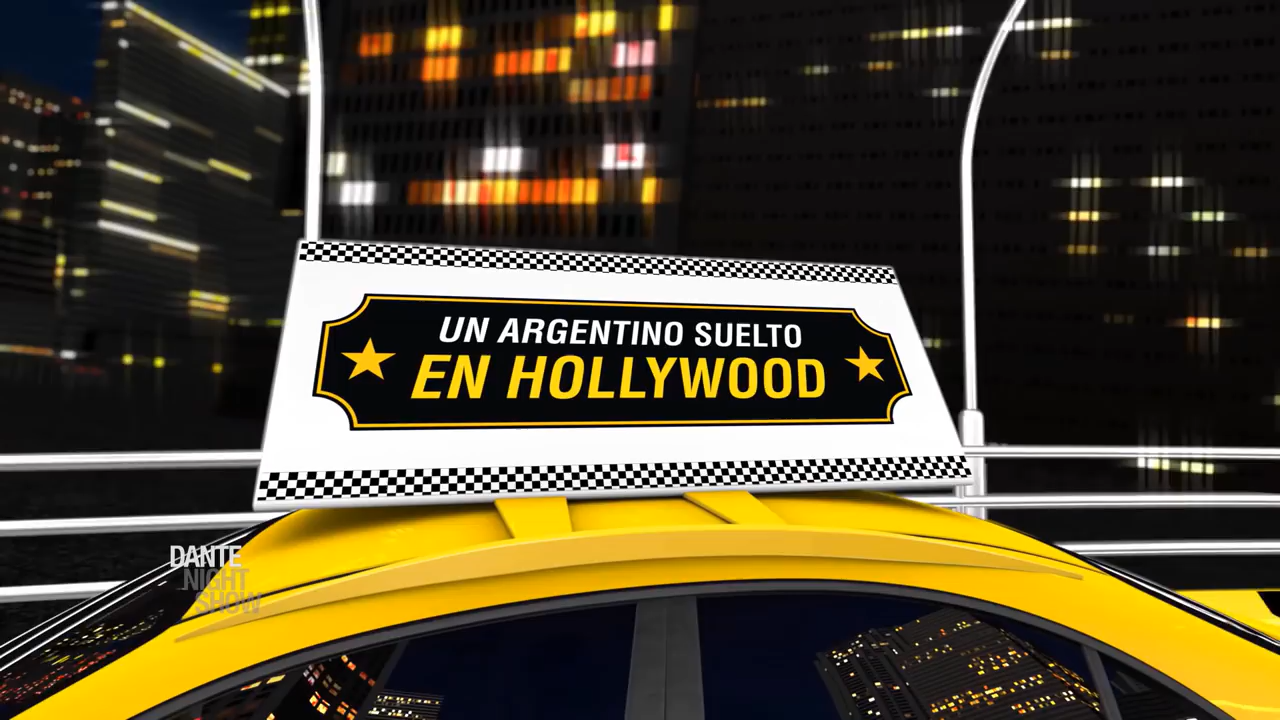 UN ARGENTINO SUELTO
EN HOLLYWOOD
DANTE
NIGHT
SHOW